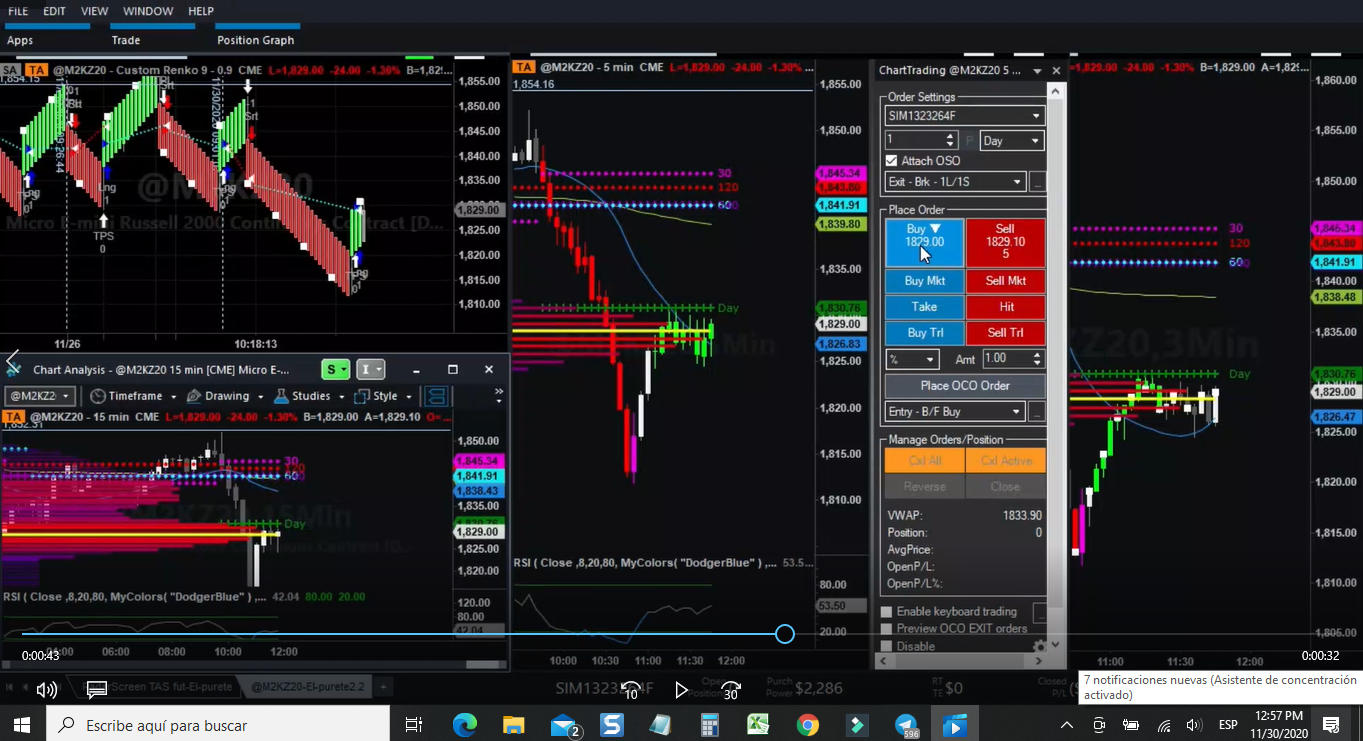 FILE EDIT VIEW WINDOW HELP
Apps Trade Position Graph
SA TA @M2KZ20 - Custom Renko 9 - 0.9 CME L=1,829.00 -24.00 -1.30% B=1,829...
1,854.15
1,855.00
1,850.00
1,845.00
1,840.00
1,835.00
1,829.00
1,825.00
1,820.00
1,815.00
1,810.00
Srt
Lng
TPS
0
11/26 10:18:13
TA @M2KZ20 - 5 min CME L=1,829.00 -24.00 -1.30% ...
1,854.16
30
120
60
Day
1,855.00
1,850.00
1,845.34
1,843.80
1,841.91
1,839.80
1,835.00
1,830.76
1,829.00
1,826.83
1,825.00
1,820.00
1,815.00
1,810.00
RSI ( Close ,8,20,80, MyColors( "DodgerBlue" ) ,... 53.5...
80.00
53.50
20.00
10:00 10:30 11:00 11:30 12:00
ChartTrading @M2KZ20 5 ...
Order Settings
SIM1323264F
1 P Day
Attach OSO
Exit - Brk - 1L/1S ...
Place Order
Buy Sell
1829.00 1829.10
5
Buy Mkt Sell Mkt
Take Hit
Buy Trl Sell Trl
% Amt 1.00
Place OCO Order
Entry - B/F Buy ...
Manage Orders/Position
Cxl All Cxl Active
Reverse Close
VWAP: 1833.90
Position: 0
AvgPrice:
OpenP/L:
OpenP/L%:
Enable keyboard trading ...
Preview OCO EXIT orders
Disable
L=1,829.00 -24.00 -1.30% B=1,829.00 A=1,829...
30
120
60
Day
1,860.00
1,855.00
1,850.00
1,845.34
1,843.80
1,841.91
1,840.00
1,838.48
1,835.00
1,830.76
1,829.00
1,826.47
1,825.00
1,820.00
1,815.00
1,810.00
1,805.00
11:00 11:30 12:00
Chart Analysis - @M2KZ20 15 min [CME] Micro E-... S I
@M2KZ2 Timeframe Drawing Studies Style »
TA @M2KZ20 - 15 min CME L=1,829.00 -24.00 -1.30% B=1,829.00 A=1,829.10 O=...
30
120
60
Day
1,850.00
1,845.34
1,841.91
1,838.43
1,835.00
1,830.76
1,829.00
1,825.00
1,820.00
RSI ( Close ,8,20,80, MyColors( "DodgerBlue" ) ,... 42.04 80.00 20.00
120.00
80.00
42.04
06:00 08:00 10:00 12:00
0:00:43 0:00:32
@M2KZ20-El-purete2.2 +
SIM1323264F Purch Power $2,286 RT TE $0 Closed P/L
10 30
7 notificaciones nuevas (Asistente de concentración
activado)
Escribe aquí para buscar 2 596 ESP 12:57 PM
11/30/2020